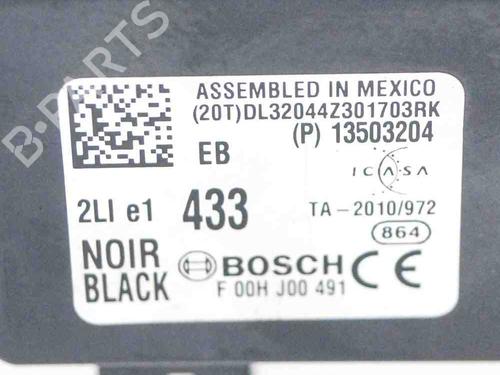 B-PARTS
ASSEMBLED IN MEXICO
(20T)DL32044Z301703RK
(P) 13503204
EB
ICASA
2LI e1 433 TA-2010/972
864
NOIR BLACK
BOSCH CE
F 00H J00 491